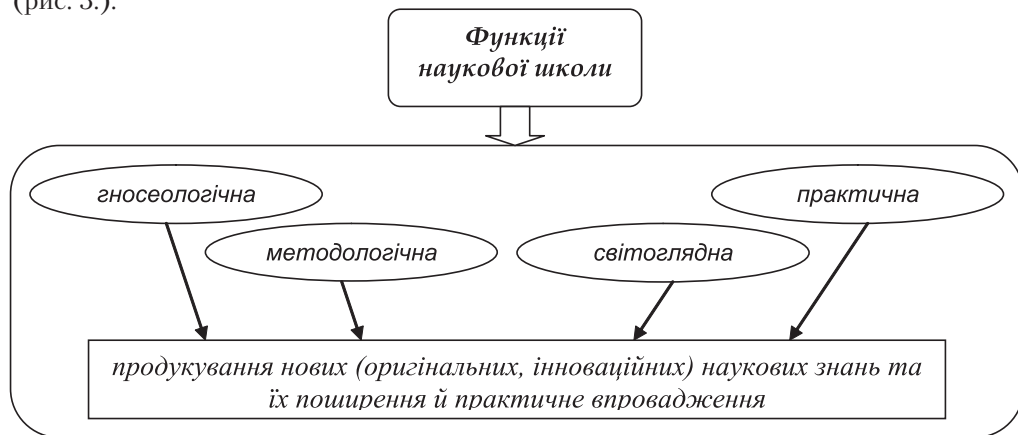 (рис. 3.).
Функції
наукової школи
гносеологічна
практична
методологічна
світоглядна
продукування нових (оригінальних, інноваційних) наукових знань та
їх поширення й практичне впровадження